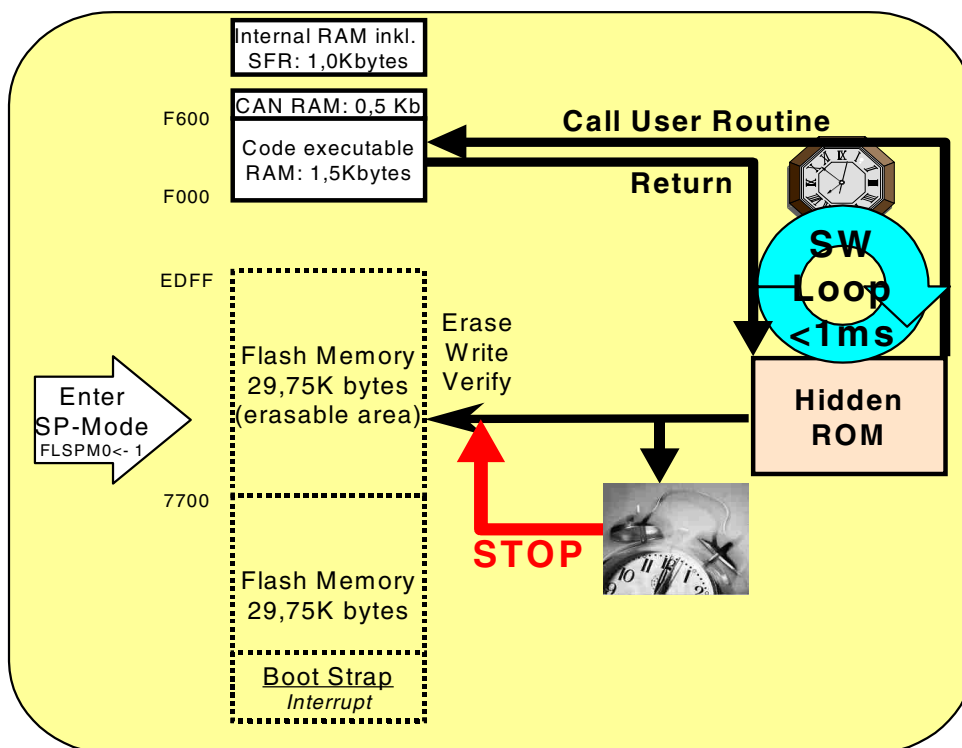 Internal RAM inkl.
SFR: 1,0Kbytes
CAN RAM: 0,5 Kb
F600
Code executable
RAM: 1,5Kbytes
F000
Call User Routine
Return
SW
Loop
<1ms
EDFF
Flash Memory
29,75K bytes
(erasable area)
Erase
Write
Verify
Enter
SP-Mode
FLSPM0<- 1
Hidden
ROM
7700
STOP
Flash Memory
29,75K bytes
Boot Strap
Interrupt